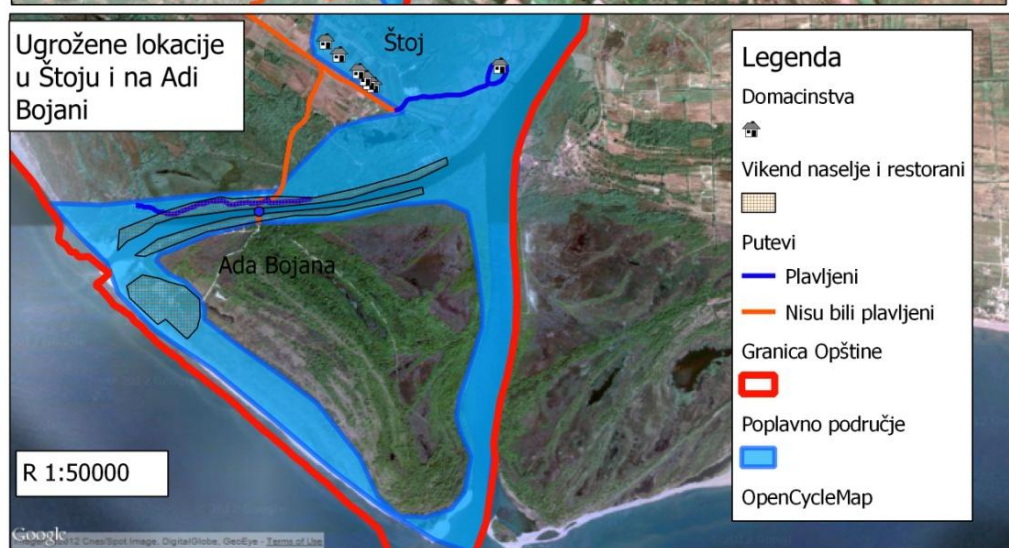 Ugrožene lokacije
u Štoju i na Adi
Bojani
Štoj
Ada Bojana
R 1:50000
Legenda
Domacinstva
Vikend naselje i restorani
Putevi
Plavljeni
Nisu bili plavljeni
Granica Opštine
Poplavno područje
OpenCycleMap
Google
2012 Cnes/Spot Image, DigitalGlobe, GeoEye - Terms of Use